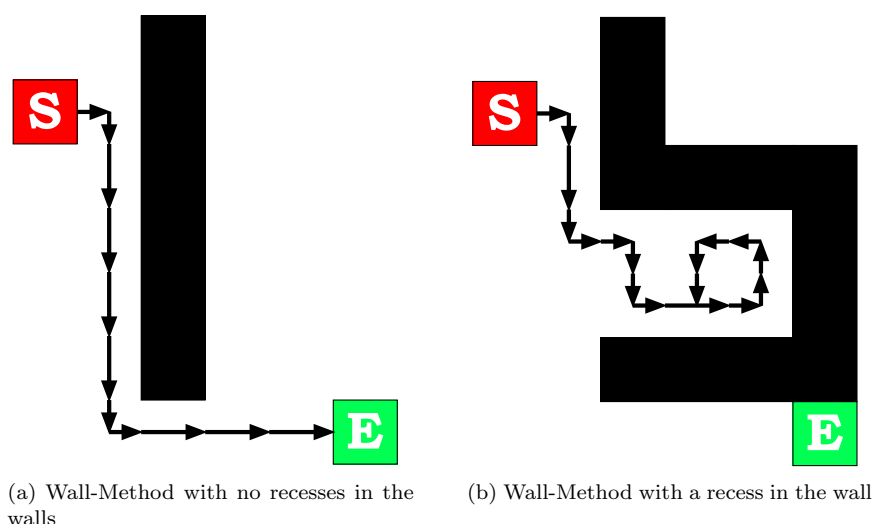 S
E
(a) Wall-Method with no recesses in the
walls
S
E
(b) Wall-Method with a recess in the wall